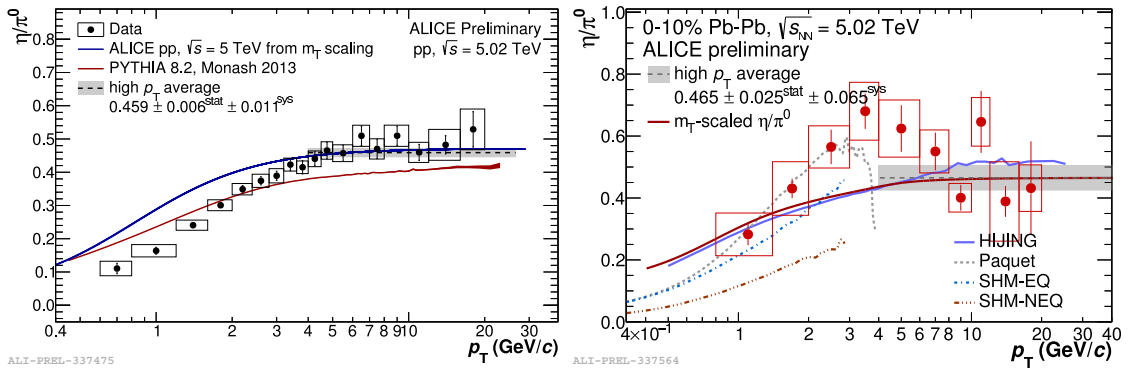 η/π⁰
Data
ALICE pp, √s = 5 TeV from m_T scaling
PYTHIA 8.2, Monash 2013
high p_T average
0.459 ± 0.006^stat ± 0.011^sys
ALICE Preliminary
pp, √s = 5.02 TeV
0.8
0.7
0.6
0.5
0.4
0.3
0.2
0.1
0.0
0.4 1 2 3 4 5 6 7 8 910 20
p_T (GeV/c)
ALI-PREL-337475
η/π⁰
0-10% Pb-Pb, √s_NN = 5.02 TeV
ALICE preliminary
high p_T average
0.465 ± 0.025^stat ± 0.065^sys
m_T-scaled η/π⁰
1.0
0.8
0.6
0.4
0.2
0.0
HIJING
Paquet
SHM-EQ
SHM-NEQ
4×10⁻¹ 1 2 3 4 5 6 7 8 10 20 30 40
p_T (GeV/c)
ALI-PREL-337564